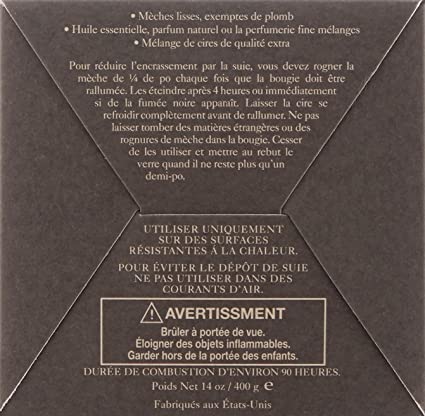 • Mèches lisses, exemptes de plomb
• Huile essentielle, parfum naturel ou la perfumerie fine mélanges
• Mélange de cires de qualité extra
Pour réduire l'encrassement par la suie, vous devez rogner la
mèche de ¼ de po chaque fois que la bougie doit être
rallumée. Les éteindre après 4 heures ou immédiatement
si de la fumée noire apparaît. Laisser la cire se
refroidir complètement avant de rallumer. Ne pas
laisser tomber des matières étrangères ou des
rognures de mèche dans la bougie. Cesser
de les utiliser et mettre au rebut le
verre quand il ne reste plus qu'un
demi-po.
UTILISER UNIQUEMENT
SUR DES SURFACES
RÉSISTANTES À LA CHALEUR.
POUR ÉVITER LE DÉPÔT DE SUIE
NE PAS UTILISER DANS DES
COURANTS D'AIR.
⚠ AVERTISSMENT
Brûler à portée de vue.
Éloigner des objets inflammables.
Garder hors de la portée des enfants.
DURÉE DE COMBUSTION D'ENVIRON 90 HEURES.
Poids Net 14 oz/ 400 g ℮
Fabriqués aux États-Unis